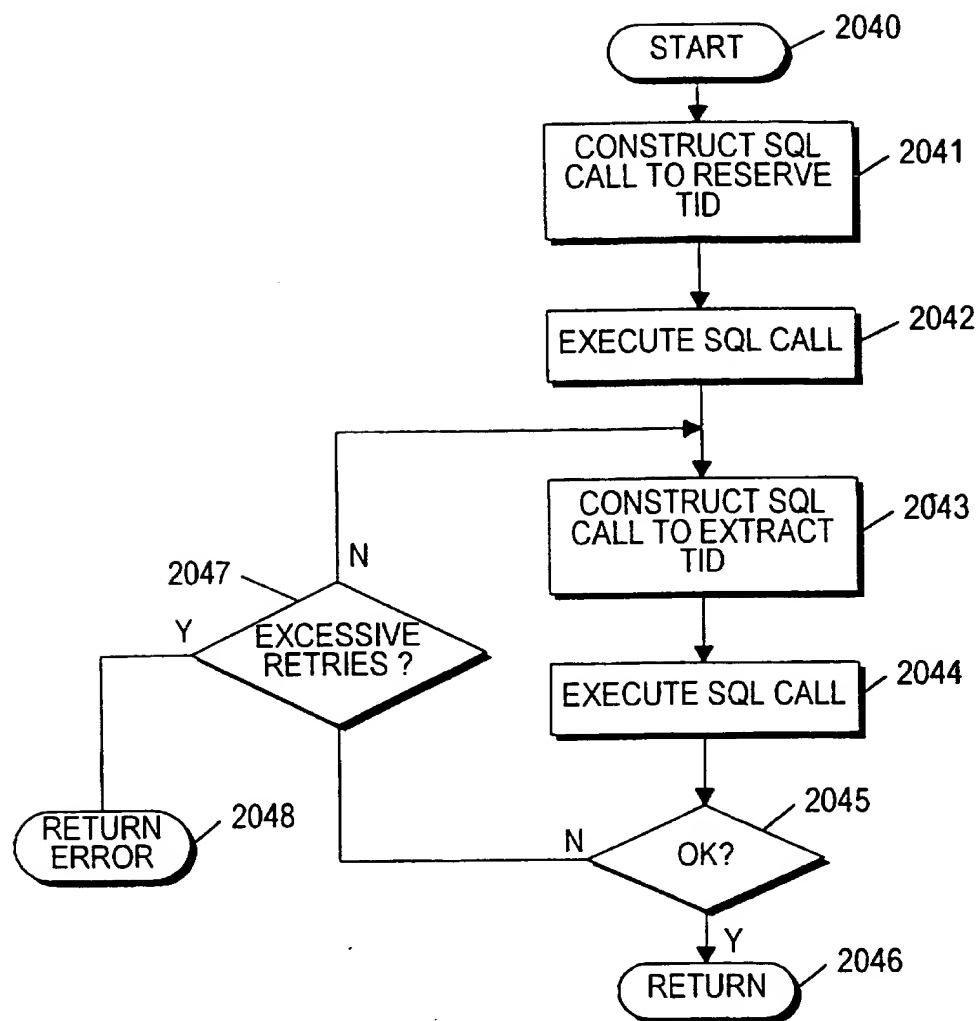 START
2040
CONSTRUCT SQL
CALL TO RESERVE
TID
2041
EXECUTE SQL CALL
2042
CONSTRUCT SQL
CALL TO EXTRACT
TID
2043
N
2047
Y
EXCESSIVE
RETRIES ?
EXECUTE SQL CALL
2044
2045
RETURN
ERROR
2048
N
OK?
Y
RETURN
2046